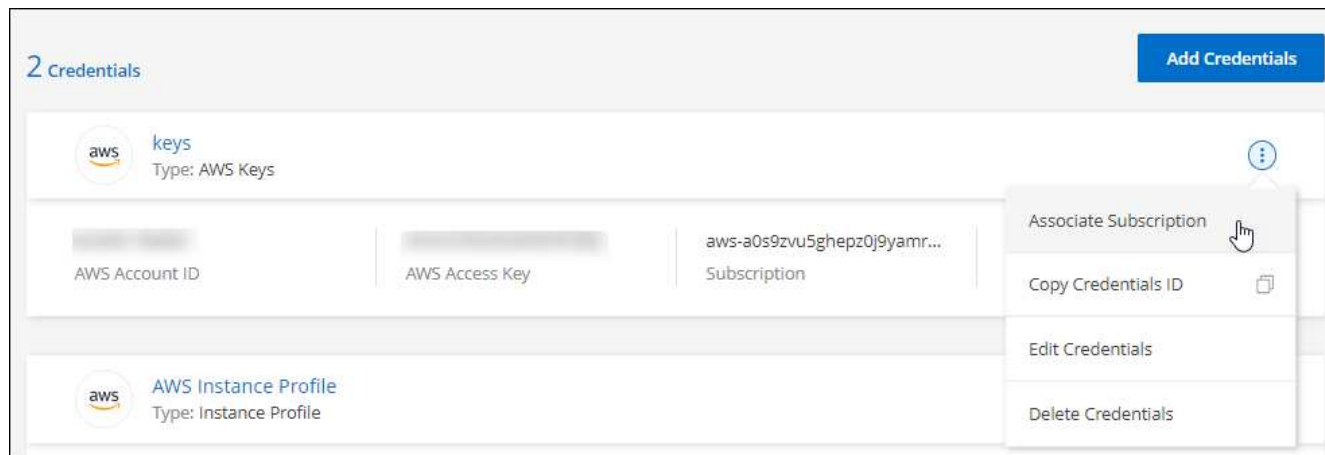 2 Credentials
Add Credentials
aws
keys
Type: AWS Keys
aws-a0s9zvu5ghepz0j9yamr...
AWS Account ID
AWS Access Key
Subscription
Associate Subscription
Copy Credentials ID
Edit Credentials
Delete Credentials
aws
AWS Instance Profile
Type: Instance Profile